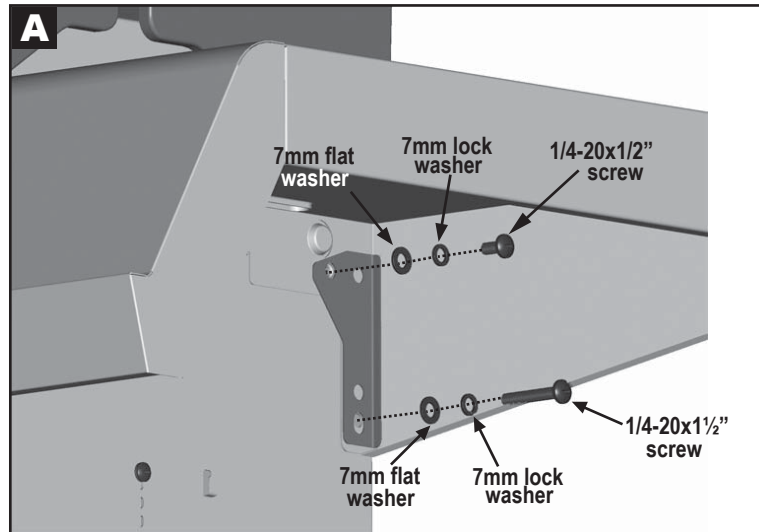 A
7mm flat
washer
7mm lock
washer
1/4-20x1/2”
screw
7mm flat
washer
7mm lock
washer
1/4-20x1½”
screw